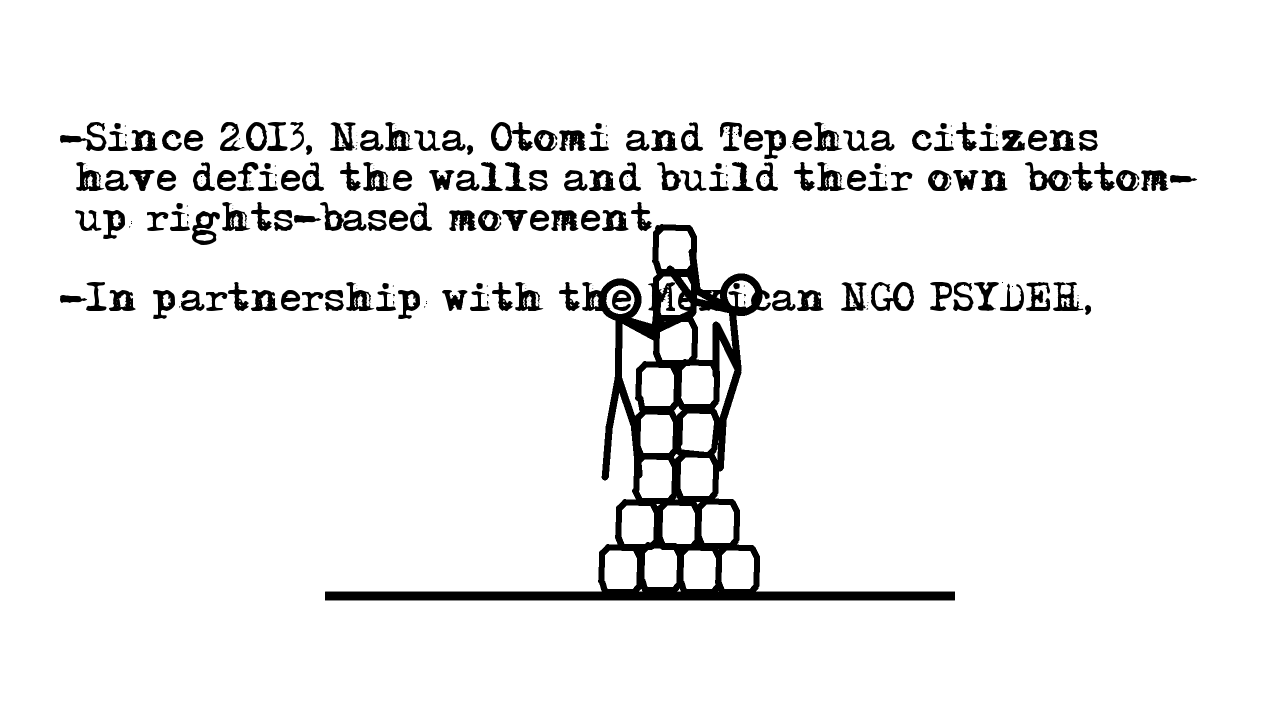 -Since 2013, Nahua, Otomi and Tepehua citizens
have defied the walls and build their own bottom-
up rights-based movement.
-In partnership with the Mexican NGO PSYDEH,